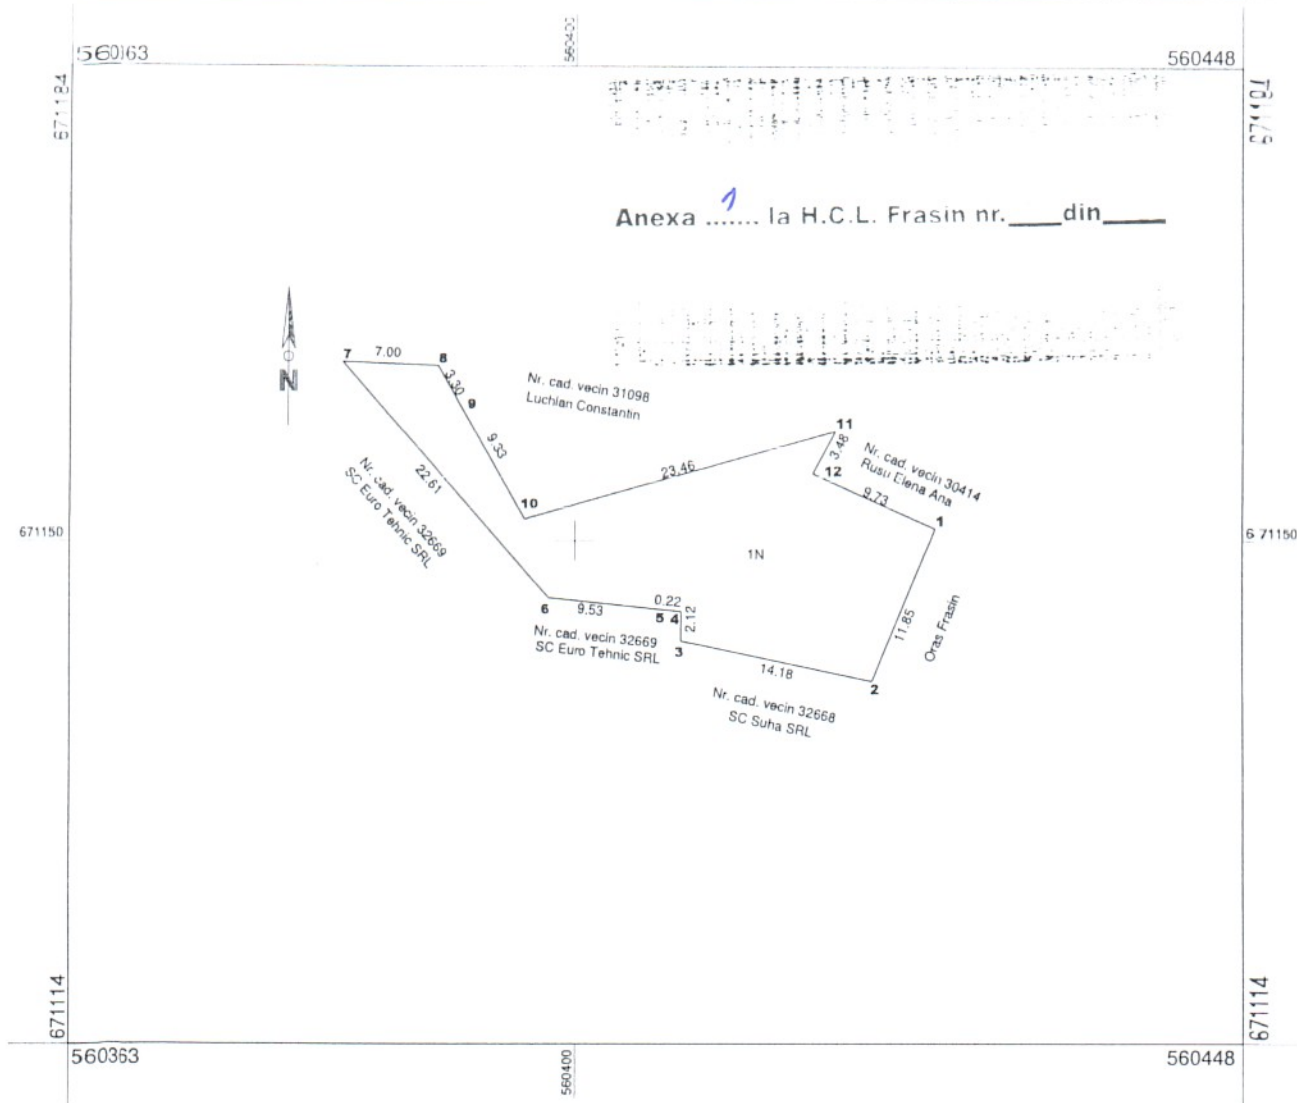 560363
560400
560448
671184
671184
Anexa ...1.... la H.C.L. Frasin nr.____din____
N
7
7.00
8
3.30
9
9.33
Nr. cad. vecin 31098
Luchian Constantin
11
3.48
12
Nr. cad. vecin 30414
Rusu Elena Ana
9.73
23.46
22.61
Nr. cad. vecin 32669
SC Euro Tehnic SRL
10
1
671150
1N
671150
6
9.53
0.22
5 4
2.12
3
11.85
Oras Frasin
Nr. cad. vecin 32669
SC Euro Tehnic SRL
14.18
2
Nr. cad. vecin 32668
SC Suha SRL
671114
671114
560363
560400
560448